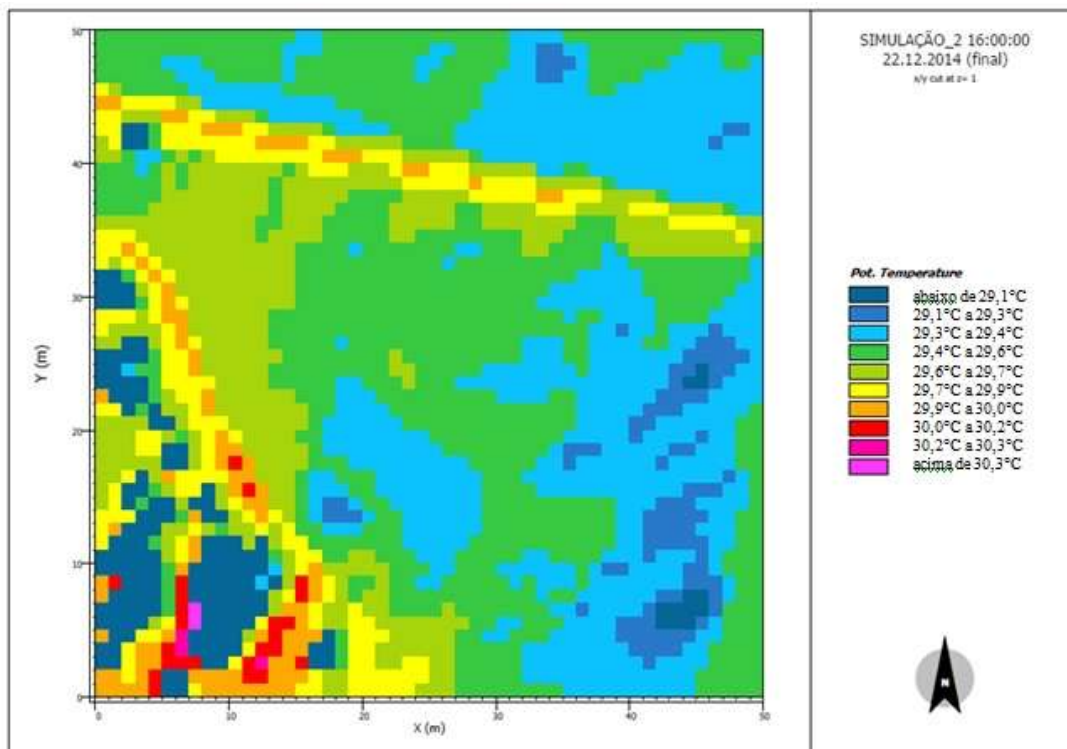 SIMULAÇÃO_2 16:00:00
22.12.2014 (final)
x/y cut at z= 1
50
40
30
20
10
0
Y (m)
0 10 20 30 40 50
X (m)
Pot. Temperature
abaixo de 29,1°C
29,1°C a 29,3°C
29,3°C a 29,4°C
29,4°C a 29,6°C
29,6°C a 29,7°C
29,7°C a 29,9°C
29,9°C a 30,0°C
30,0°C a 30,2°C
30,2°C a 30,3°C
acima de 30,3°C
N